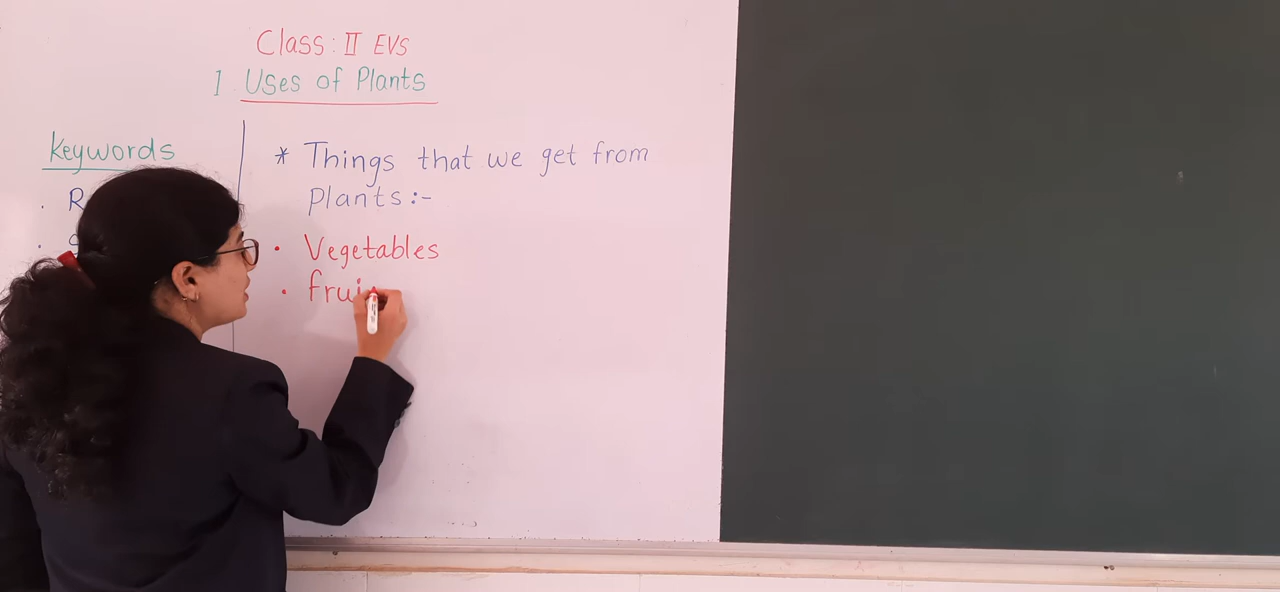 Class: II EVS
1 Uses of Plants
Keywords
* Things that we get from
Plants:-
• Vegetables